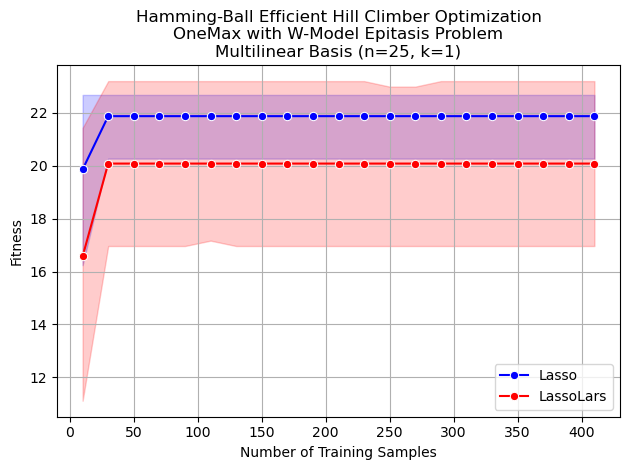 Hamming-Ball Efficient Hill Climber Optimization
OneMax with W-Model Epitasis Problem
Multilinear Basis (n=25, k=1)
Fitness
22
20
18
16
14
12
0
50
100
150
200
250
300
350
400
Number of Training Samples
Lasso
LassoLars